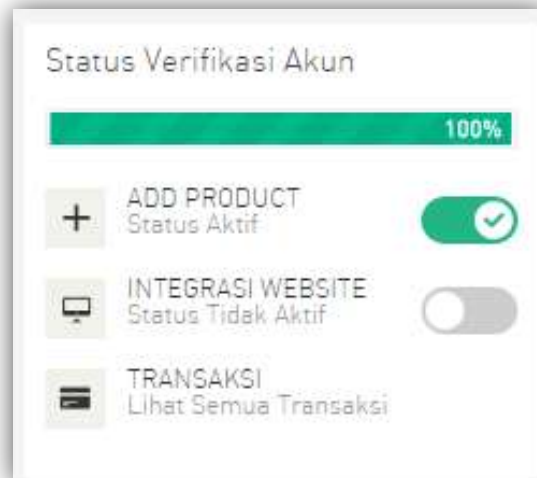 Status Verifikasi Akun
100%
ADD PRODUCT
Status Aktif
INTEGRASI WEBSITE
Status Tidak Aktif
TRANSAKSI
Lihat Semua Transaksi